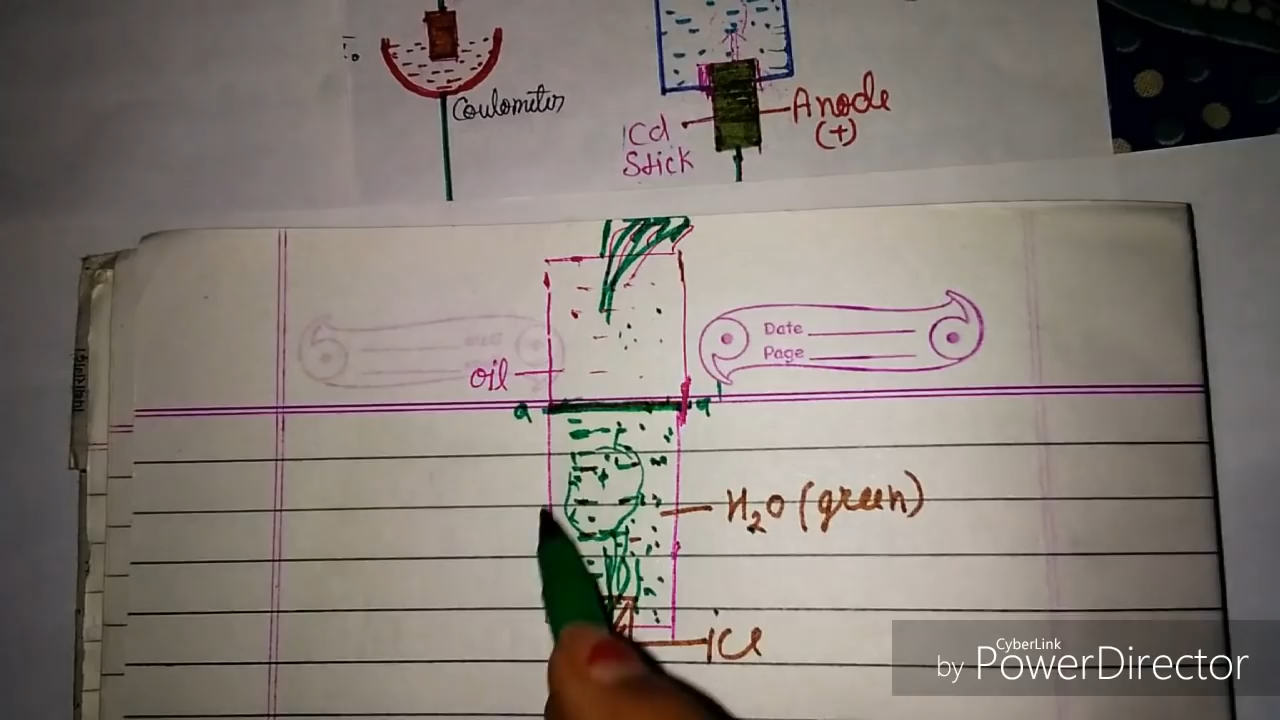 Coulometer
Anode
(+)
Cd
Stick
Date
Page
oil
a
a'
H₂O (green)
ice
CyberLink
by PowerDirector